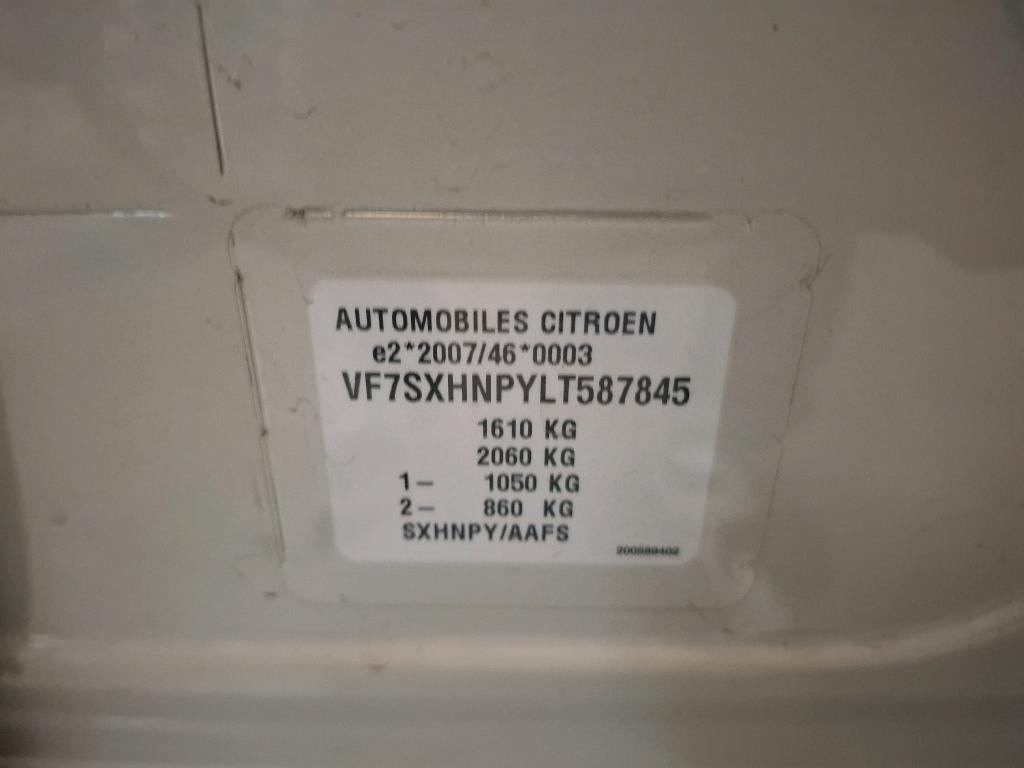 AUTOMOBILES CITROEN
e2*2007/46*0003
VF7SXHNPYLT587845
1610 KG
2060 KG
1– 1050 KG
2– 860 KG
SXHNPY/AAFS
200589402